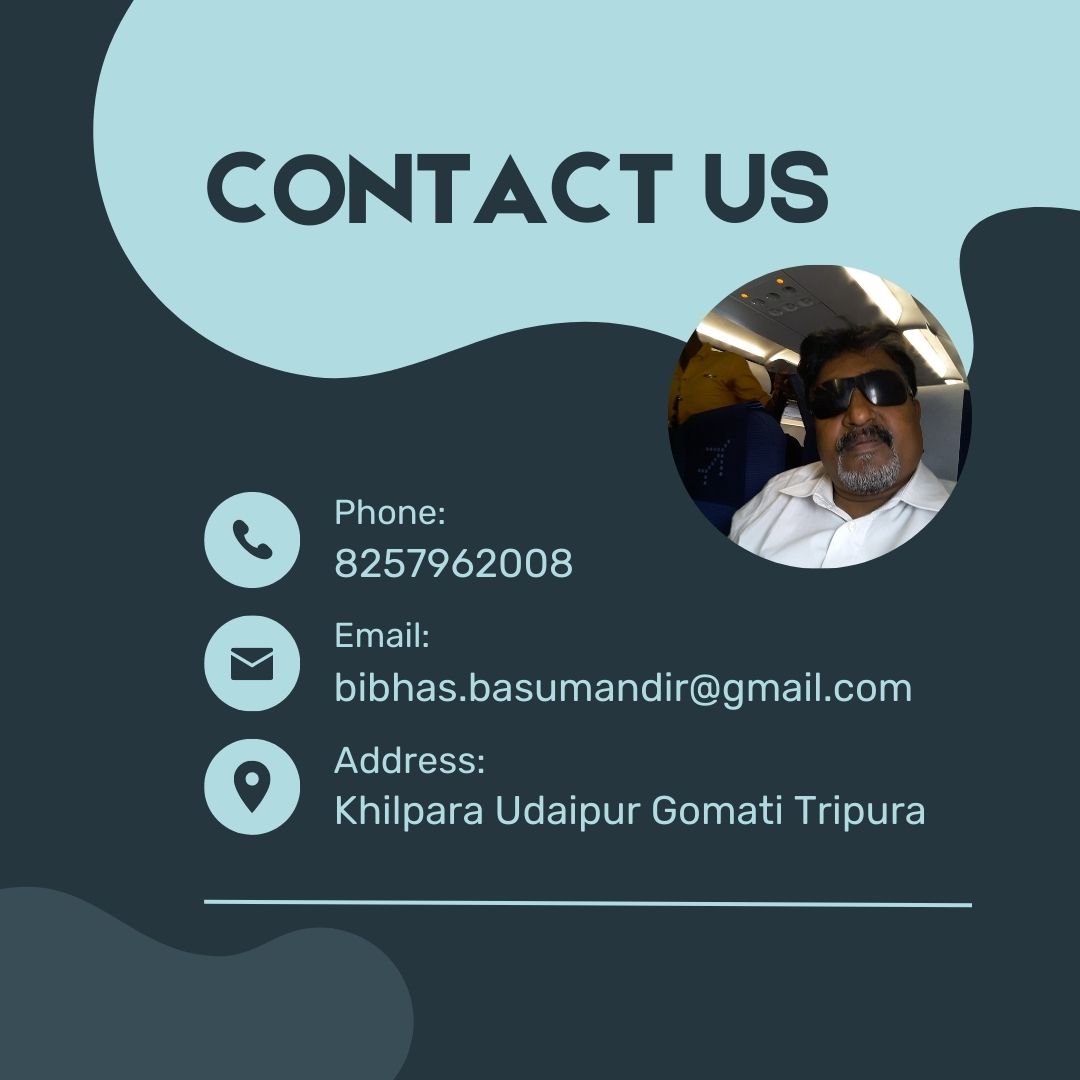 CONTACT US
Phone:
8257962008
Email:
bibhas.basumandir@gmail.com
Address:
Khilpara Udaipur Gomati Tripura